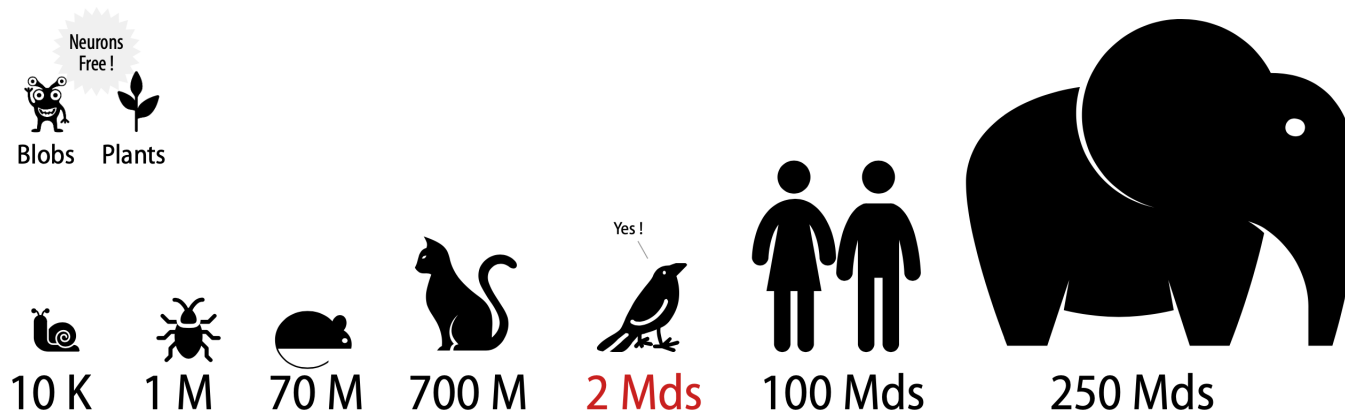 Neurons
Free !
Blobs Plants
Yes !
10 K 1 M 70 M 700 M 2 Mds 100 Mds 250 Mds